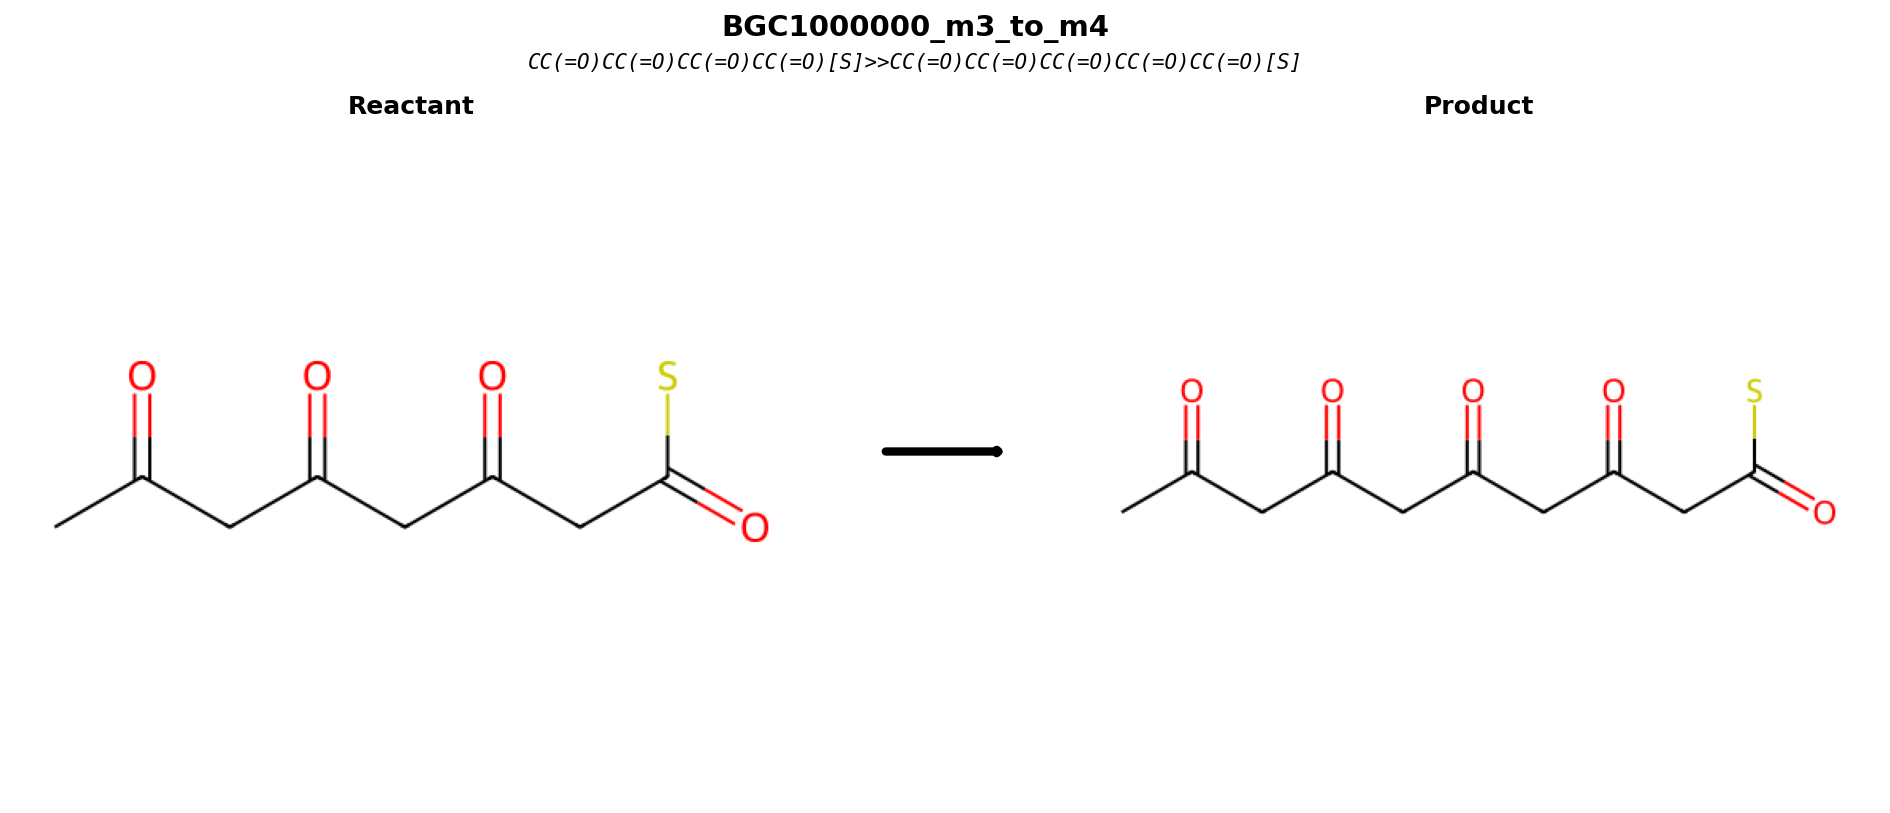 BGC1000000_m3_to_m4
CC(=O)CC(=O)CC(=O)CC(=O)[S]>>CC(=O)CC(=O)CC(=O)CC(=O)CC(=O)[S]
Reactant Product
O O O S O
O O O O S O